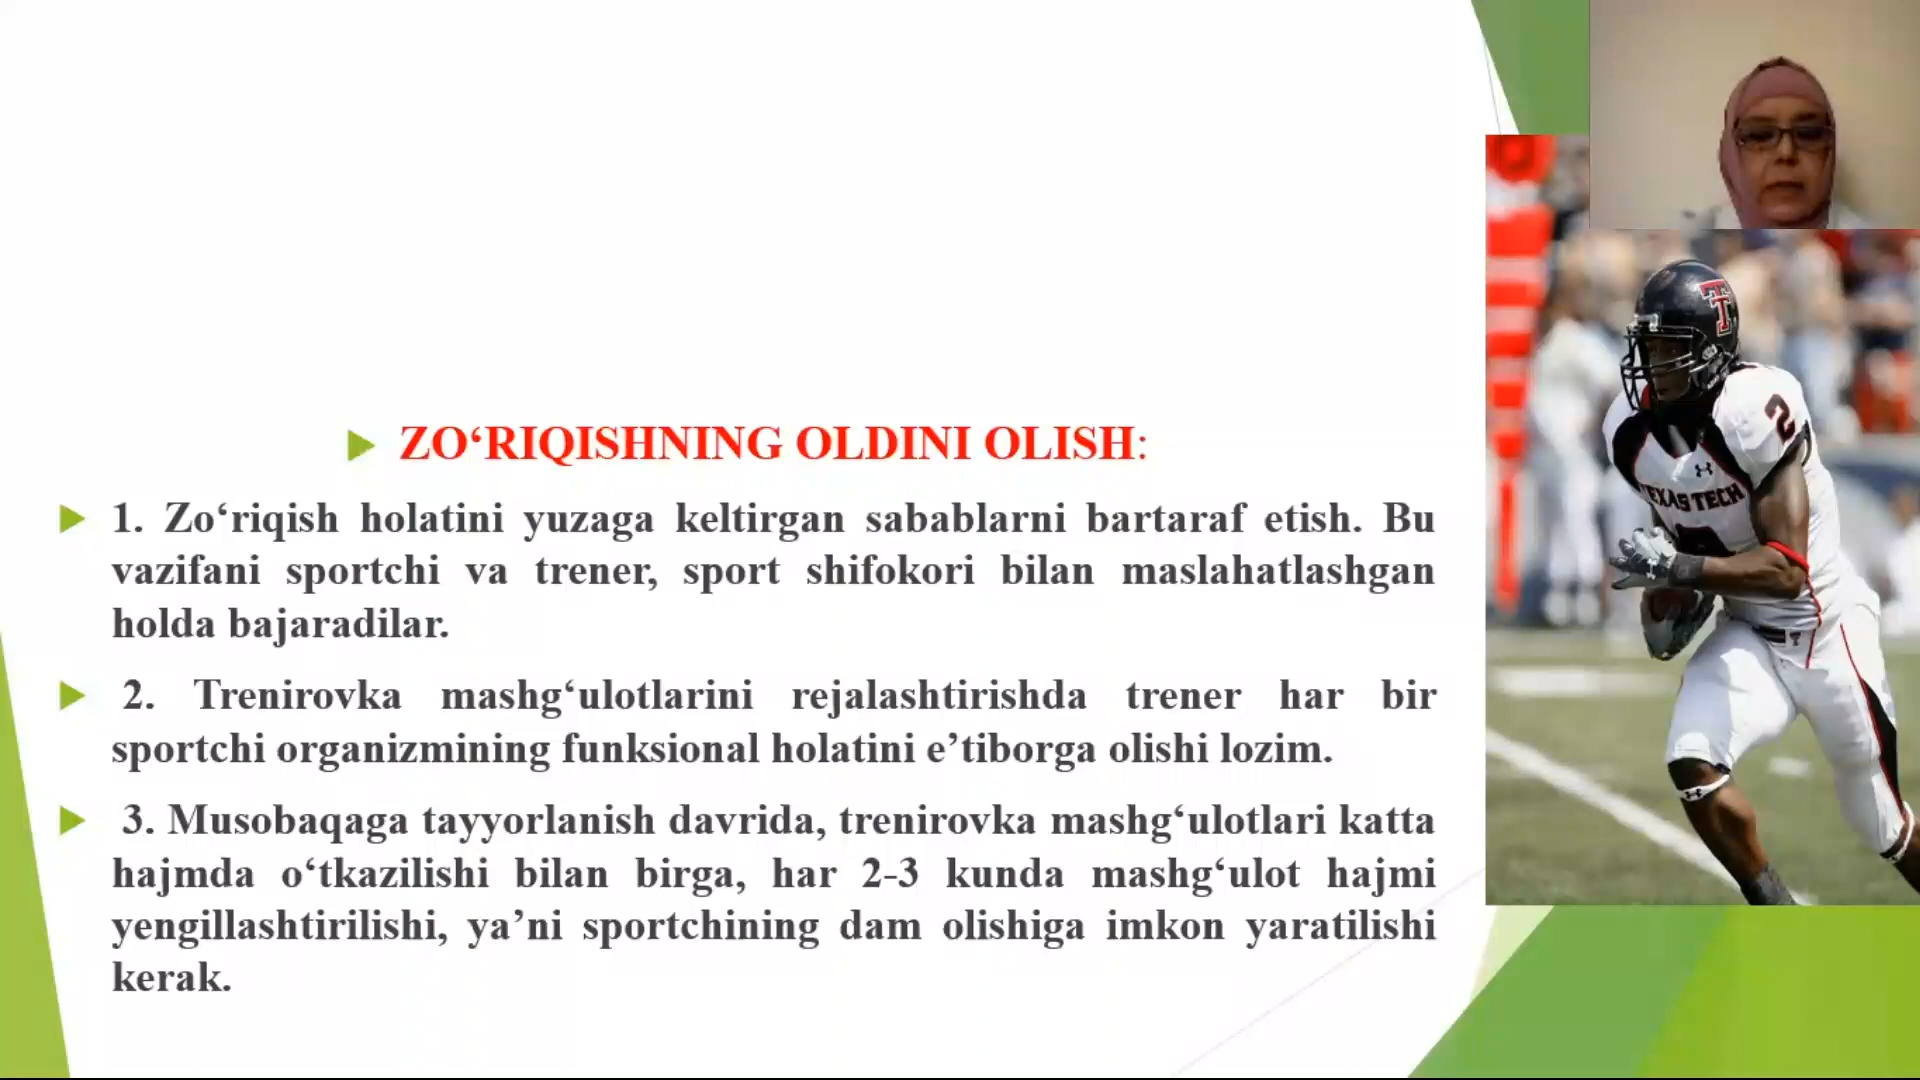 ZO‘RIQISHNING OLDINI OLISH:
1. Zo‘riqish holatini yuzaga keltirgan sabablarni bartaraf etish. Bu
vazifani sportchi va trener, sport shifokori bilan maslahatlashgan
holda bajaradilar.
2. Trenirovka mashg‘ulotlarini rejalashtirishda trener har bir
sportchi organizmining funksional holatini e’tiborga olishi lozim.
3. Musobaqaga tayyorlanish davrida, trenirovka mashg‘ulotlari katta
hajmda o‘tkazilishi bilan birga, har 2-3 kunda mashg‘ulot hajmi
yengillashtirilishi, ya’ni sportchining dam olishiga imkon yaratilishi
kerak.
T
2
TEXAS TECH